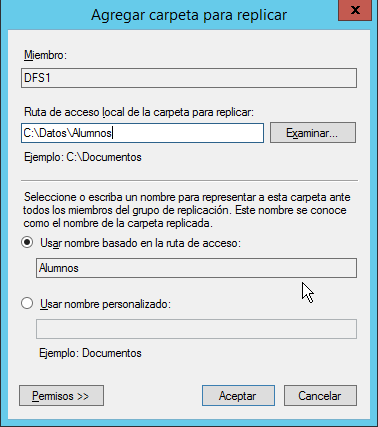 Agregar carpeta para replicar
x
Miembro:
DFS1
Ruta de acceso local de la carpeta para replicar:
C:\Datos\Alumnos
Examinar...
Ejemplo: C:\Documentos
Seleccione o escriba un nombre para representar a esta carpeta ante
todos los miembros del grupo de replicación. Este nombre se conoce
como el nombre de la carpeta replicada.
Usar nombre basado en la ruta de acceso:
Alumnos
Usar nombre personalizado:
Ejemplo: Documentos
Permisos >>
Aceptar
Cancelar